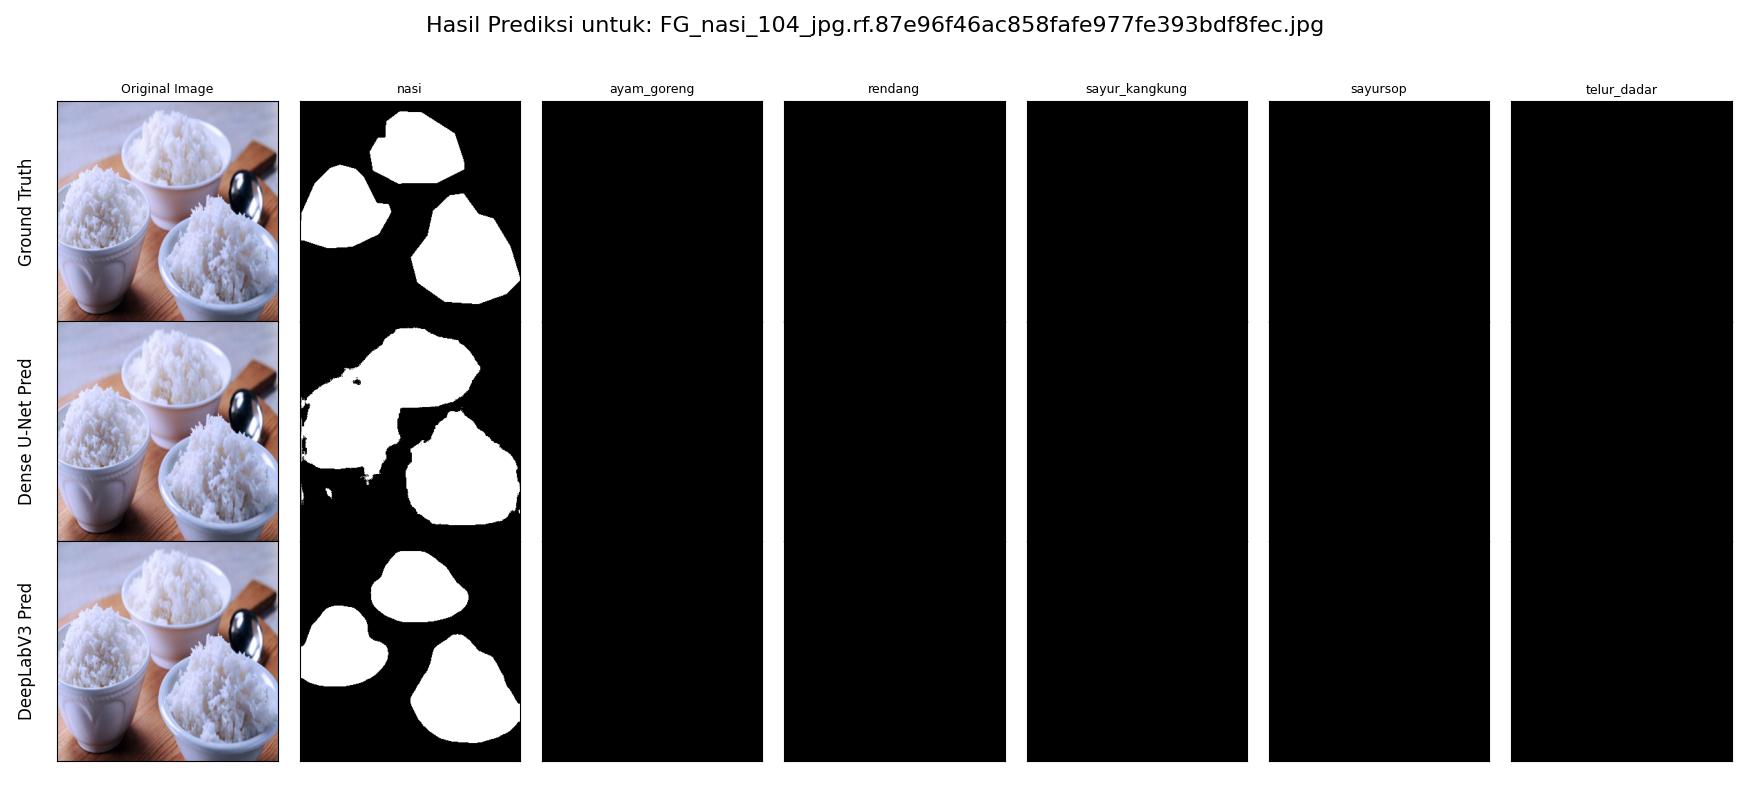 Hasil Prediksi untuk: FG_nasi_104_jpg.rf.87e96f46ac858fafe977fe393bdf8fec.jpg
Original Image
nasi
ayam_goreng
rendang
sayur_kangkung
sayursop
telur_dadar
Ground Truth
Dense U-Net Pred
DeepLabV3 Pred